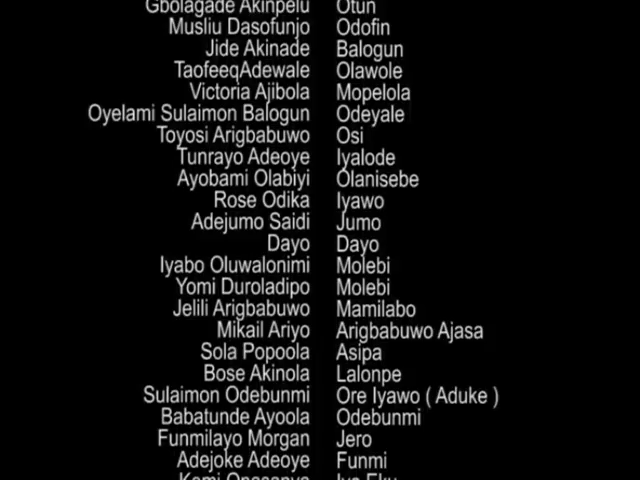 Gbolagade Akinpelu Otun
Musliu Dasofunjo Odofin
Jide Akinade Balogun
TaofeeqAdewale Olawole
Victoria Ajibola Mopelola
Oyelami Sulaimon Balogun Odeyale
Toyosi Arigbabuwo Osi
Tunrayo Adeoye Iyalode
Ayobami Olabiyi Olanisebe
Rose Odika Iyawo
Adejumo Saidi Jumo
Dayo Dayo
Iyabo Oluwalonimi Molebi
Yomi Duroladipo Molebi
Jelili Arigbabuwo Mamilabo
Mikail Ariyo Arigbabuwo Ajasa
Sola Popoola Asipa
Bose Akinola Lalonpe
Sulaimon Odebunmi Ore Iyawo ( Aduke )
Babatunde Ayoola Odebunmi
Funmilayo Morgan Jero
Adejoke Adeoye Funmi